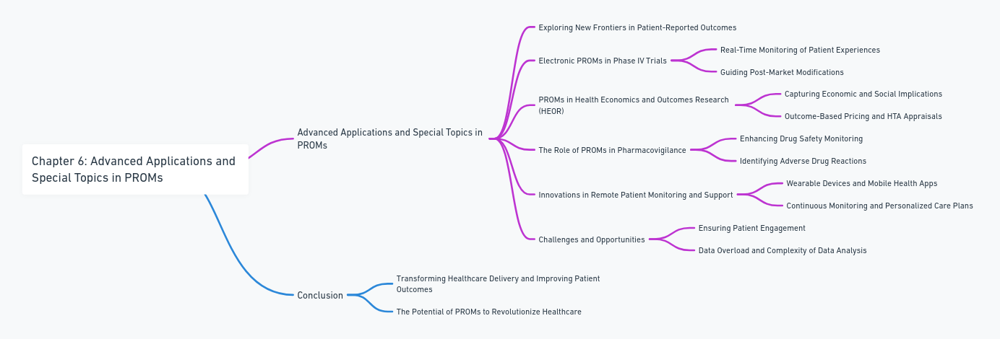 Chapter 6: Advanced Applications and
Special Topics in PROMs
Advanced Applications and Special Topics in
PROMs
Exploring New Frontiers in Patient-Reported Outcomes
Electronic PROMs in Phase IV Trials
Real-Time Monitoring of Patient Experiences
Guiding Post-Market Modifications
PROMs in Health Economics and Outcomes Research
(HEOR)
Capturing Economic and Social Implications
Outcome-Based Pricing and HTA Appraisals
The Role of PROMs in Pharmacovigilance
Enhancing Drug Safety Monitoring
Identifying Adverse Drug Reactions
Innovations in Remote Patient Monitoring and Support
Wearable Devices and Mobile Health Apps
Continuous Monitoring and Personalized Care Plans
Challenges and Opportunities
Ensuring Patient Engagement
Data Overload and Complexity of Data Analysis
Conclusion
Transforming Healthcare Delivery and Improving Patient
Outcomes
The Potential of PROMs to Revolutionize Healthcare